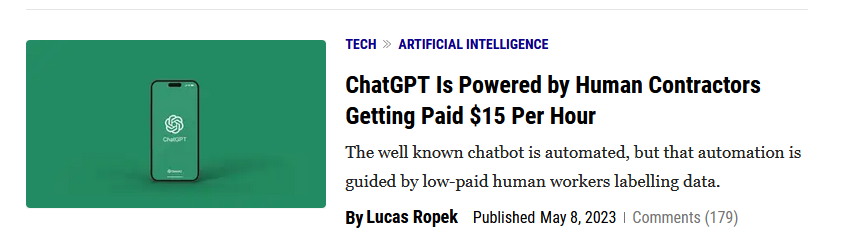 TECH » ARTIFICIAL INTELLIGENCE
ChatGPT Is Powered by Human Contractors
Getting Paid $15 Per Hour
The well known chatbot is automated, but that automation is
guided by low-paid human workers labelling data.
By Lucas Ropek Published May 8, 2023 | Comments (179)
ChatGPT